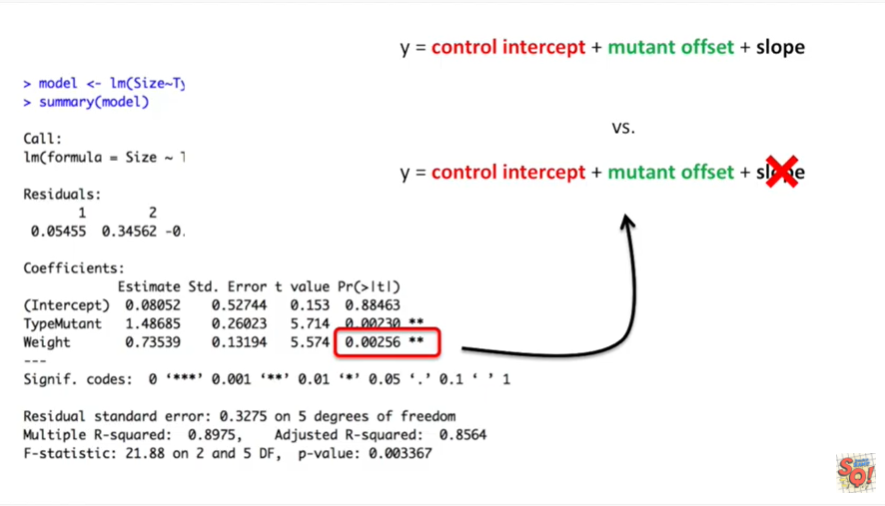 y = control intercept + mutant offset + slope
> model <- lm(Size~Ty
> summary(model)
vs.
Call:
lm(formula = Size ~ T
y = control intercept + mutant offset + slope
Residuals:
1 2
0.05455 0.34562 -0.
Coefficients:
Estimate Std. Error t value Pr(>|t|)
(Intercept) 0.08052 0.52744 0.153 0.88463
TypeMutant 1.48685 0.26023 5.714 0.00230 **
Weight 0.73539 0.13194 5.574 0.00256 **
---
Signif. codes: 0 ‘***’ 0.001 ‘**’ 0.01 ‘*’ 0.05 ‘.’ 0.1 ‘ ’ 1
Residual standard error: 0.3275 on 5 degrees of freedom
Multiple R-squared: 0.8975, Adjusted R-squared: 0.8564
F-statistic: 21.88 on 2 and 5 DF, p-value: 0.003367
SQ!